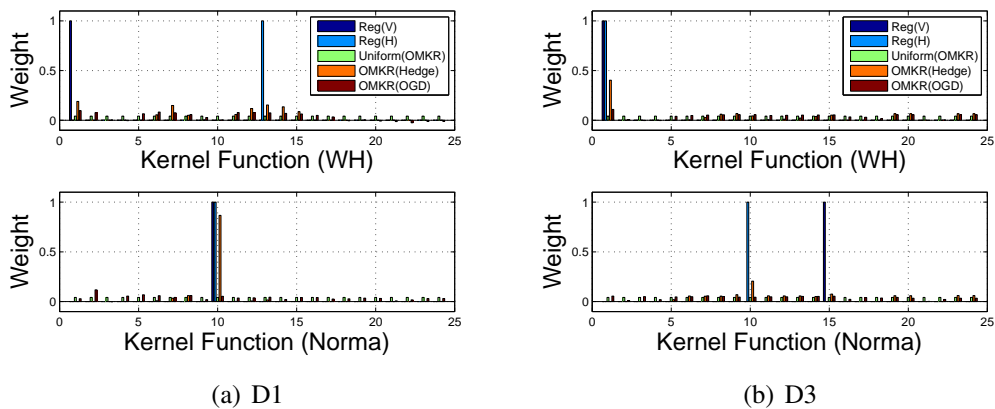 1
0.5
0
0 5 10 15 20 25
Weight
Kernel Function (WH)
Reg(V)
Reg(H)
Uniform(OMKR)
OMKR(Hedge)
OMKR(OGD)
1
0.5
0
0 5 10 15 20 25
Weight
Kernel Function (Norma)
(a) D1
1
0.5
0
0 5 10 15 20 25
Weight
Kernel Function (WH)
Reg(V)
Reg(H)
Uniform(OMKR)
OMKR(Hedge)
OMKR(OGD)
1
0.5
0
0 5 10 15 20 25
Weight
Kernel Function (Norma)
(b) D3